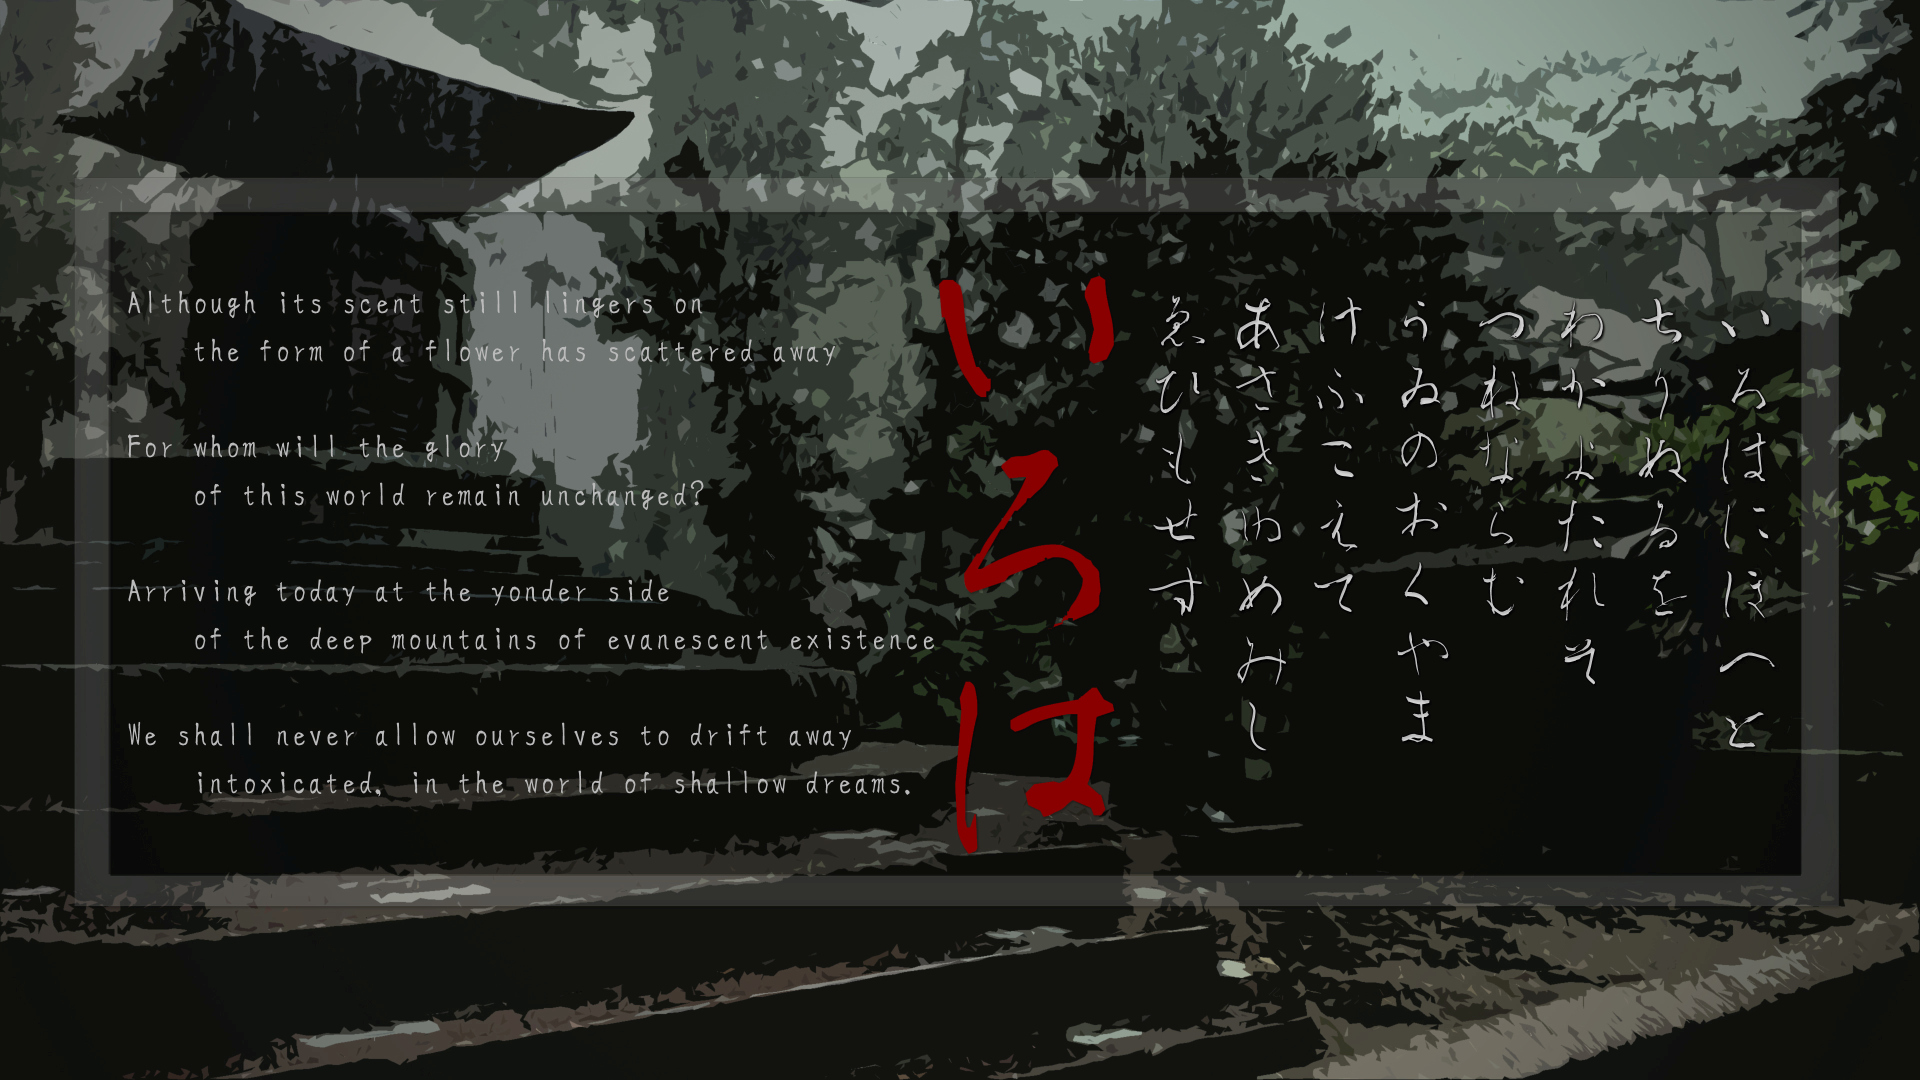 Although its scent still lingers on
the form of a flower has scattered away
For whom will the glory
of this world remain unchanged?
Arriving today at the yonder side
of the deep mountains of evanescent existence
We shall never allow ourselves to drift away
intoxicated, in the world of shallow dreams.
いろは
いろはにほへと
ちりぬるを
わかよたれそ
つねならむ
うゐのおくやま
けふこえて
あさきゆめみし
ゑひもせす